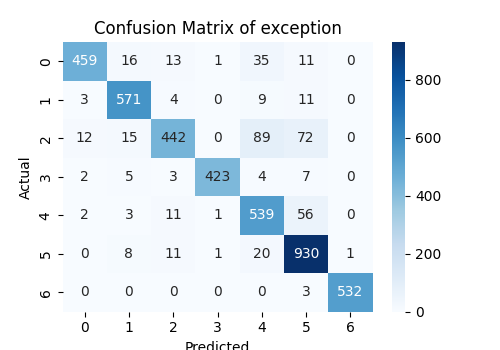 Confusion Matrix of exception
0 459 16 13 1 35 11 0
1 3 571 4 0 9 11 0
2 12 15 442 0 89 72 0
3 2 5 3 423 4 7 0
4 2 3 11 1 539 56 0
5 0 8 11 1 20 930 1
6 0 0 0 0 0 3 532
0 1 2 3 4 5 6
Actual
Predicted
800
600
400
200
0